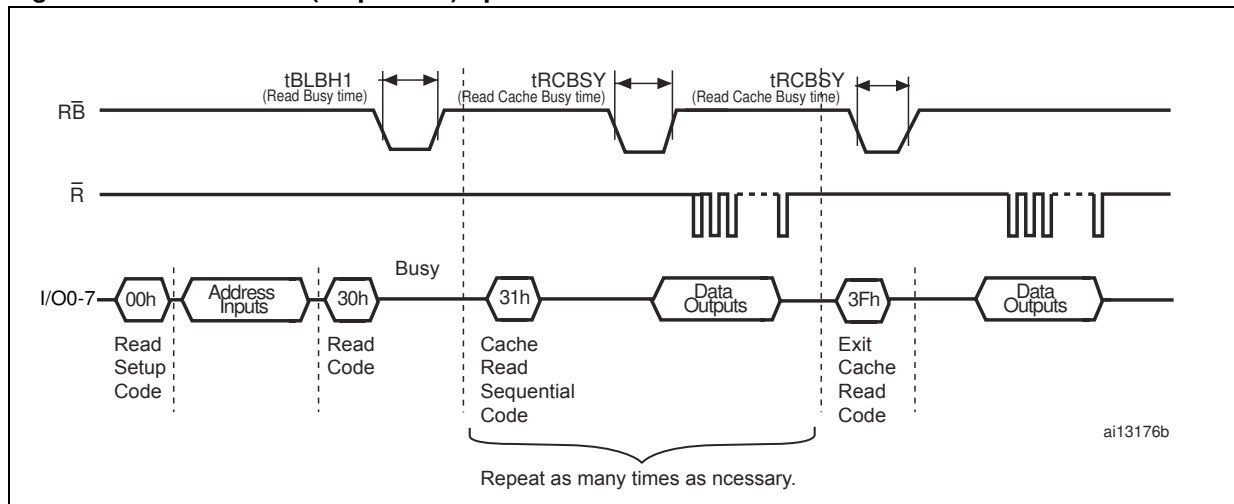 tBLBH1
(Read Busy time)
tRCBSY
(Read Cache Busy time)
tRCBSY
(Read Cache Busy time)
RB̅
R̅
I/O0-7
00h
Address
Inputs
30h
Busy
31h
Data
Outputs
3Fh
Data
Outputs
Read
Setup
Code
Read
Code
Cache
Read
Sequential
Code
Exit
Cache
Read
Code
ai13176b
Repeat as many times as ncessary.